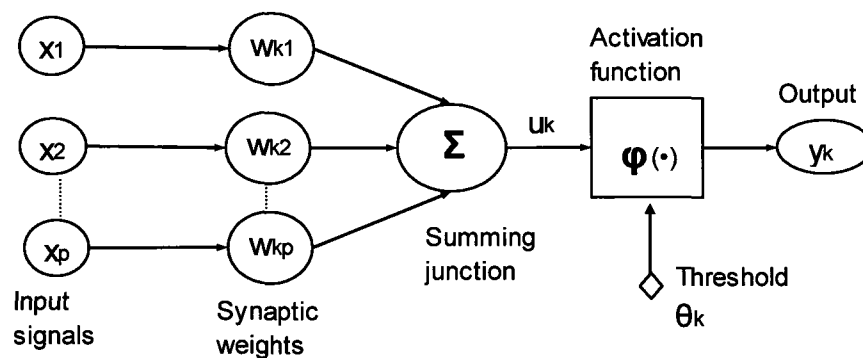 x1
wk1
Activation
function
Output
x2
wk2
Σ
uk
φ(·)
yk
xp
wkp
Summing
junction
Threshold
θk
Input
signals
Synaptic
weights